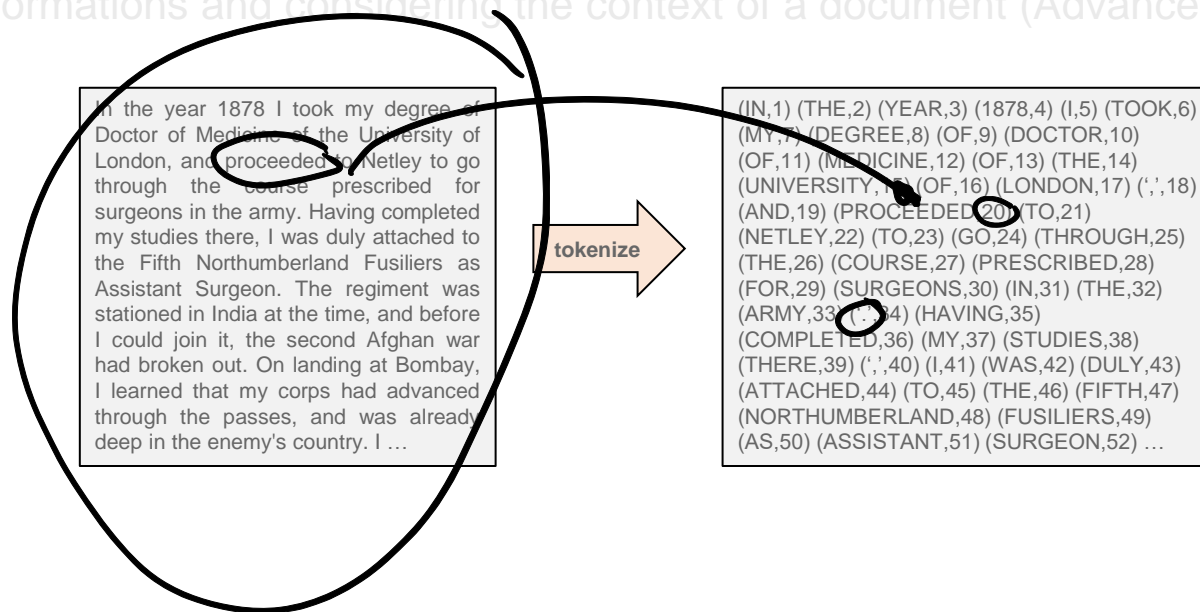 ormations and considering the context of a document (Advance
In the year 1878 I took my degree of
Doctor of Medicine of the University of
London, and proceeded to Netley to go
through the course prescribed for
surgeons in the army. Having completed
my studies there, I was duly attached to
the Fifth Northumberland Fusiliers as
Assistant Surgeon. The regiment was
stationed in India at the time, and before
I could join it, the second Afghan war
had broken out. On landing at Bombay,
I learned that my corps had advanced
through the passes, and was already
deep in the enemy's country. I …
tokenize
(IN,1) (THE,2) (YEAR,3) (1878,4) (I,5) (TOOK,6)
(MY,7) (DEGREE,8) (OF,9) (DOCTOR,10)
(OF,11) (MEDICINE,12) (OF,13) (THE,14)
(UNIVERSITY,15) (OF,16) (LONDON,17) (‘,’,18)
(AND,19) (PROCEEDED,20) (TO,21)
(NETLEY,22) (TO,23) (GO,24) (THROUGH,25)
(THE,26) (COURSE,27) (PRESCRIBED,28)
(FOR,29) (SURGEONS,30) (IN,31) (THE,32)
(ARMY,33) (‘.’,34) (HAVING,35)
(COMPLETED,36) (MY,37) (STUDIES,38)
(THERE,39) (‘,’,40) (I,41) (WAS,42) (DULY,43)
(ATTACHED,44) (TO,45) (THE,46) (FIFTH,47)
(NORTHUMBERLAND,48) (FUSILIERS,49)
(AS,50) (ASSISTANT,51) (SURGEON,52) …